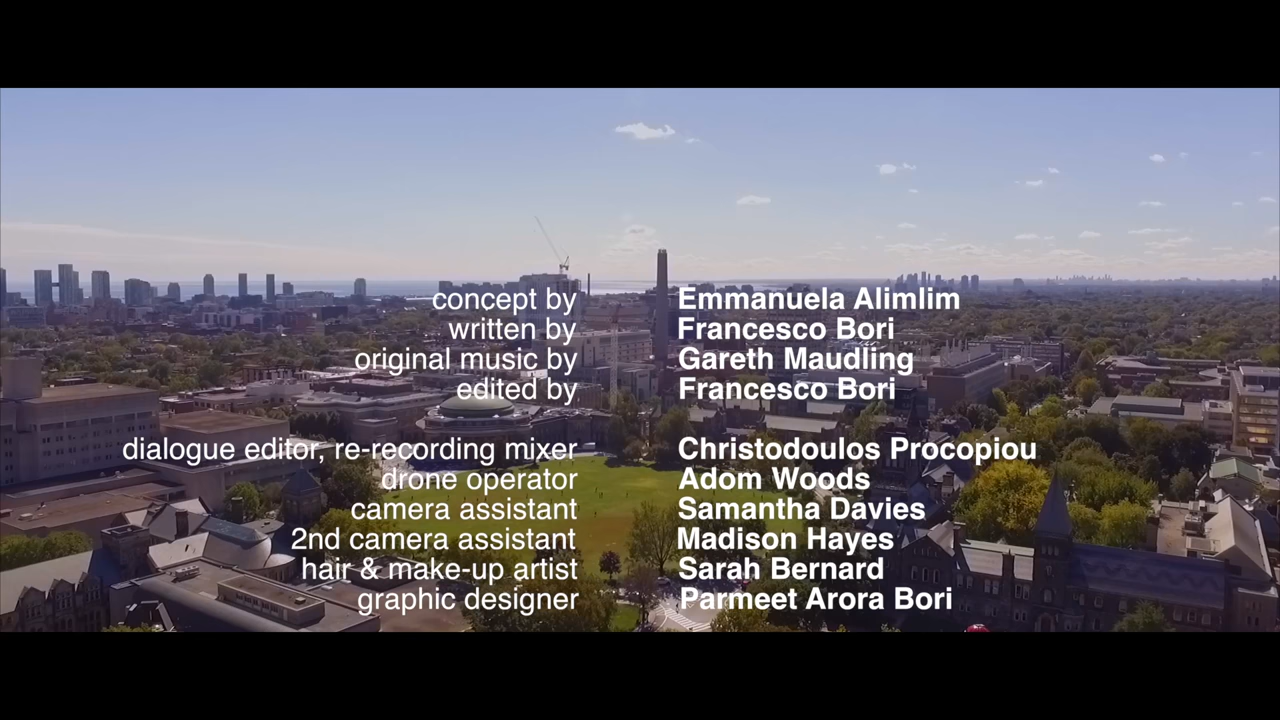 concept by Emmanuela Alimlim
written by Francesco Bori
original music by Gareth Maudling
edited by Francesco Bori
dialogue editor, re-recording mixer Christodoulos Procopiou
drone operator Adom Woods
camera assistant Samantha Davies
2nd camera assistant Madison Hayes
hair & make-up artist Sarah Bernard
graphic designer Parmeet Arora Bori